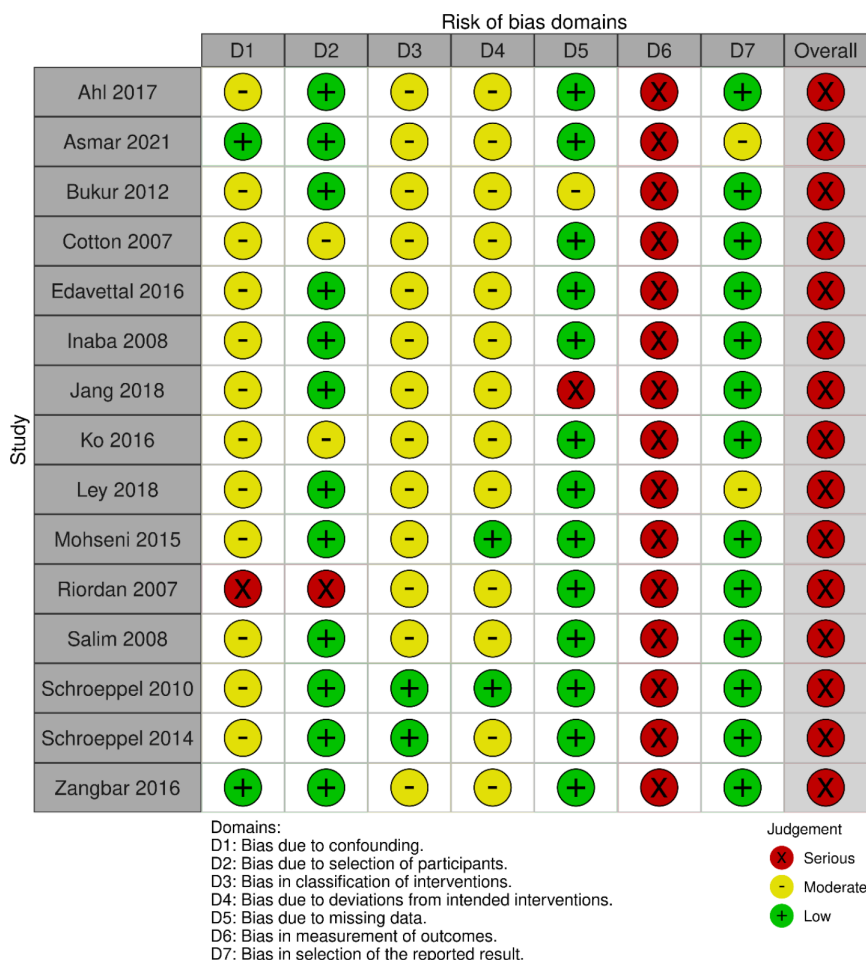 Risk of bias domains
D1 D2 D3 D4 D5 D6 D7 Overall
Study
Ahl 2017 - + - - + X + X
Asmar 2021 + + - - + X - X
Bukur 2012 - + - - - X + X
Cotton 2007 - - - - + X + X
Edavettal 2016 - + - - + X + X
Inaba 2008 - + - - + X + X
Jang 2018 - + - - X X + X
Ko 2016 - - - - + X + X
Ley 2018 - + - - + X - X
Mohseni 2015 - + - + + X + X
Riordan 2007 X X - - + X + X
Salim 2008 - + - - + X + X
Schroeppel 2010 - + + + + X + X
Schroeppel 2014 - + + - + X + X
Zangbar 2016 + + - - + X + X
Domains:
D1: Bias due to confounding.
D2: Bias due to selection of participants.
D3: Bias in classification of interventions.
D4: Bias due to deviations from intended interventions.
D5: Bias due to missing data.
D6: Bias in measurement of outcomes.
D7: Bias in selection of the reported result.
Judgement
X Serious
- Moderate
+ Low